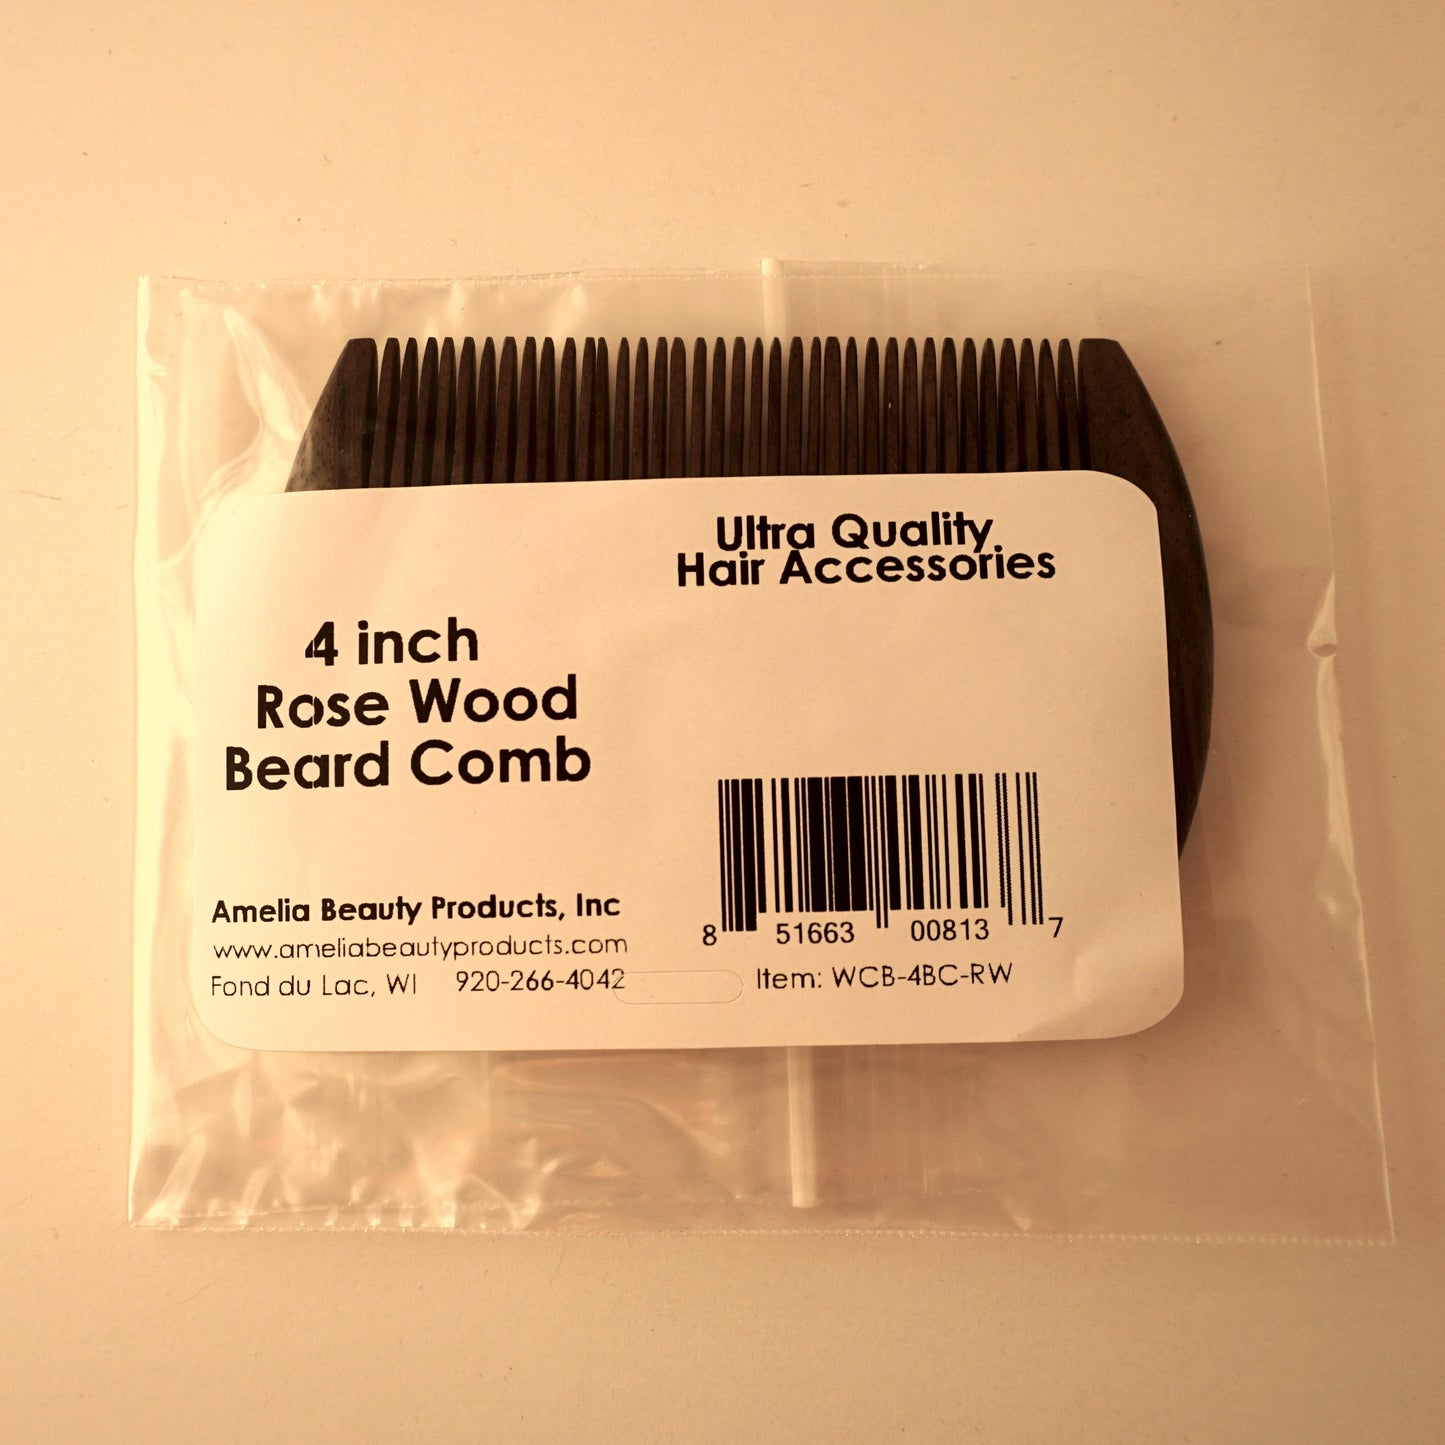 Ultra Quality
Hair Accessories
4 inch
Rose Wood
Beard Comb
Amelia Beauty Products, Inc
www.ameliabeautyproducts.com
Fond du Lac, WI 920-266-4042
8 51663 00813 7
Item: WCB-4BC-RW